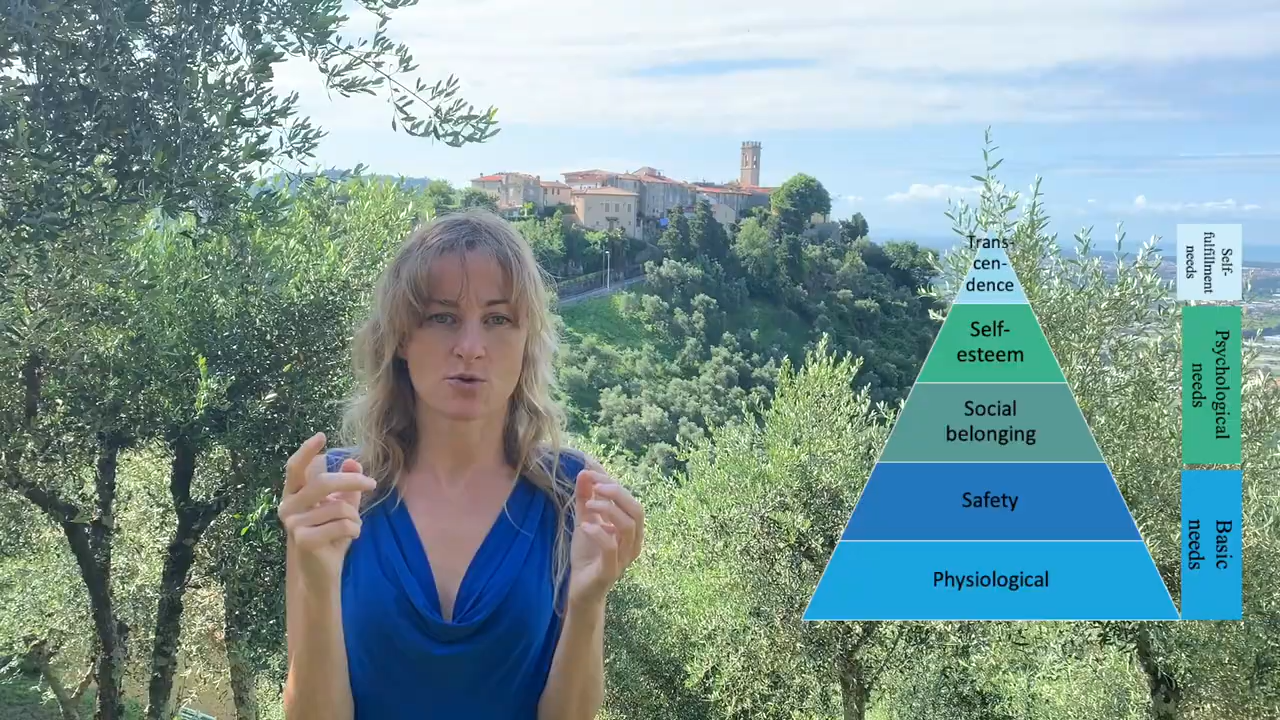 Trans-
cen-
dence
Self-
esteem
Social
belonging
Safety
Physiological
Self-
fulfillment
needs
Psychological
needs
Basic
needs